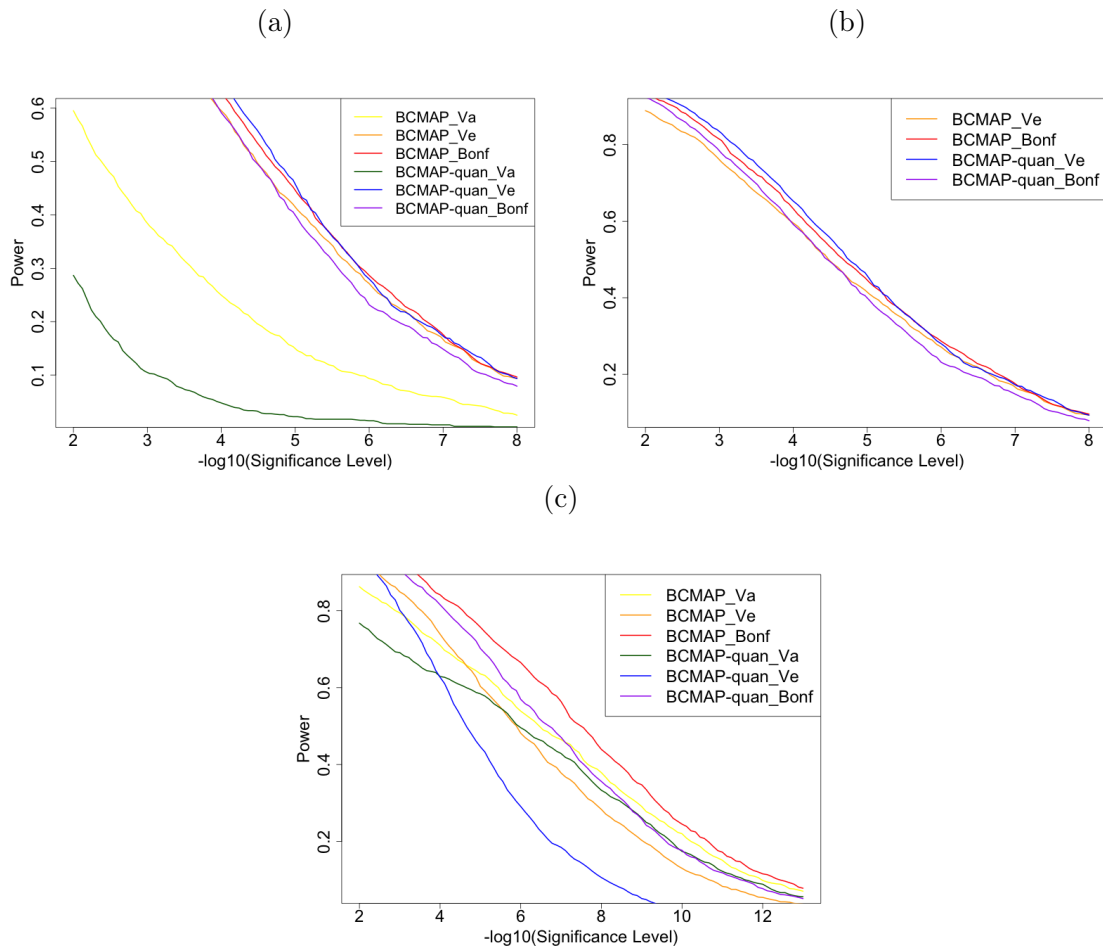 (a)
0.6
0.5
0.4
0.3
0.2
0.1
Power
2 3 4 5 6 7 8
-log10(Significance Level)
BCMAP_Va
BCMAP_Ve
BCMAP_Bonf
BCMAP-quan_Va
BCMAP-quan_Ve
BCMAP-quan_Bonf
(b)
0.8
0.6
0.4
0.2
Power
2 3 4 5 6 7 8
-log10(Significance Level)
BCMAP_Ve
BCMAP_Bonf
BCMAP-quan_Ve
BCMAP-quan_Bonf
(c)
0.8
0.6
0.4
0.2
Power
2 4 6 8 10 12
-log10(Significance Level)
BCMAP_Va
BCMAP_Ve
BCMAP_Bonf
BCMAP-quan_Va
BCMAP-quan_Ve
BCMAP-quan_Bonf